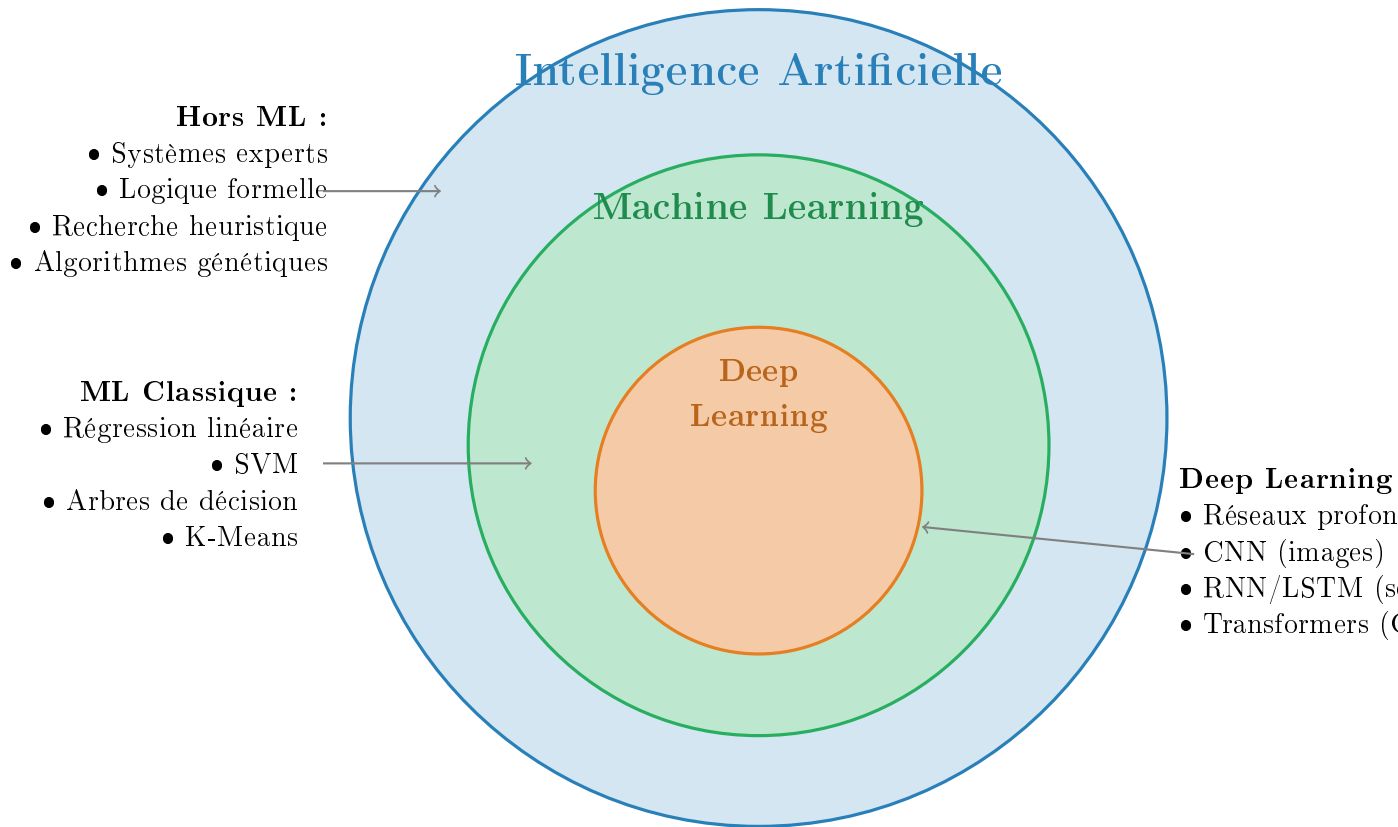 Intelligence Artificielle
Hors ML :
• Systèmes experts
• Logique formelle
• Recherche heuristique
• Algorithmes génétiques
Machine Learning
Deep
Learning
ML Classique :
• Régression linéaire
• SVM
• Arbres de décision
• K-Means
Deep Learning
• Réseaux
• CNN (images)
• RNN/LSTM
• Transformers